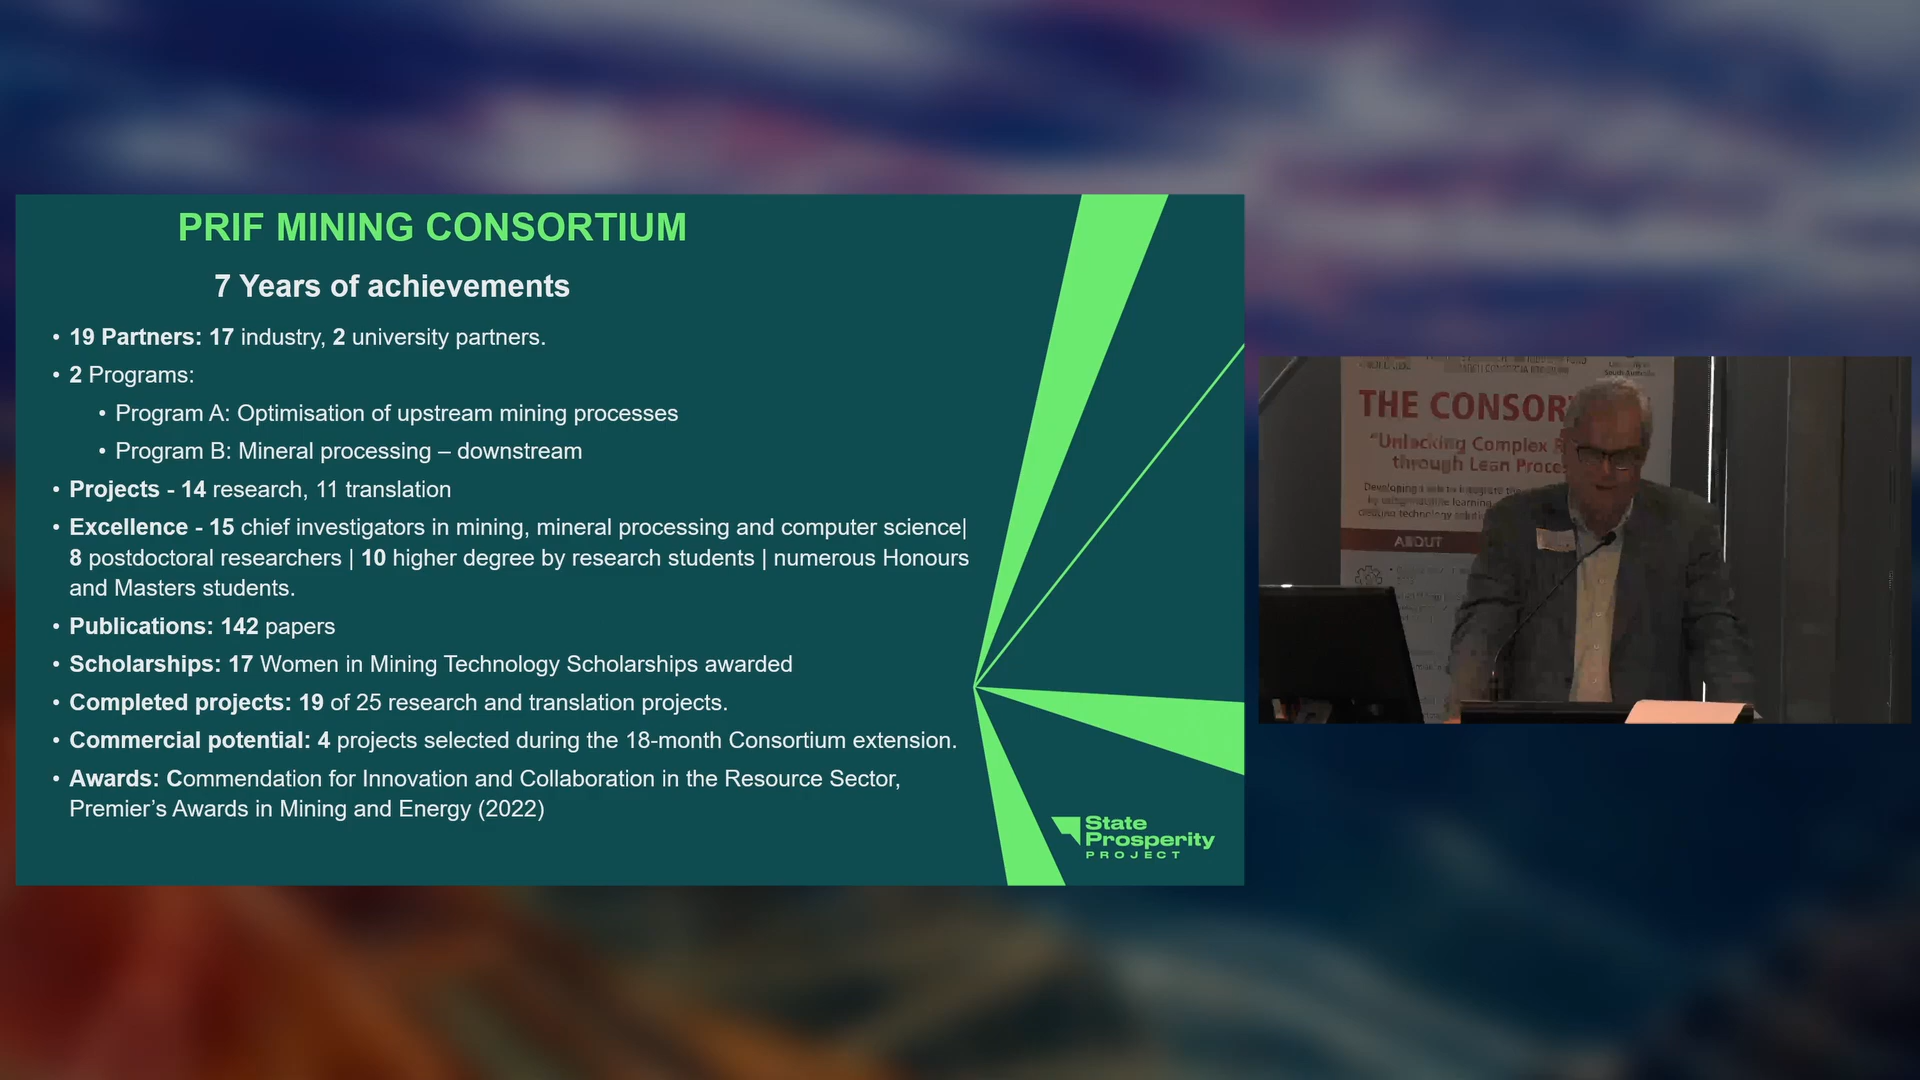 PRIF MINING CONSORTIUM
7 Years of achievements
• 19 Partners: 17 industry, 2 university partners.
• 2 Programs:
• Program A: Optimisation of upstream mining processes
• Program B: Mineral processing – downstream
• Projects - 14 research, 11 translation
• Excellence - 15 chief investigators in mining, mineral processing and computer science|
8 postdoctoral researchers | 10 higher degree by research students | numerous Honours
and Masters students.
• Publications: 142 papers
• Scholarships: 17 Women in Mining Technology Scholarships awarded
• Completed projects: 19 of 25 research and translation projects.
• Commercial potential: 4 projects selected during the 18-month Consortium extension.
• Awards: Commendation for Innovation and Collaboration in the Resource Sector,
Premier's Awards in Mining and Energy (2022)
State
Prosperity
PROJECT
THE CONSOR
"Unlocking Complex
through Lean Proce
ABOUT